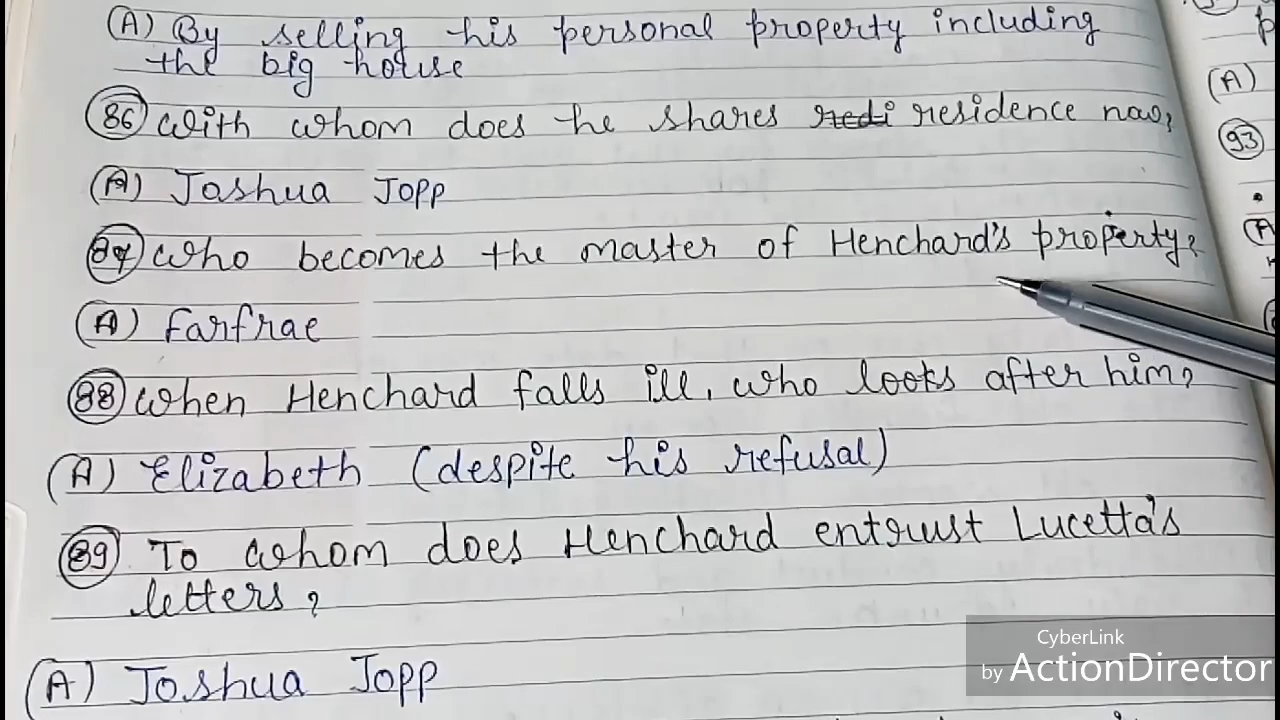 (A) By selling his personal property including
the big house
86 With whom does he shares redi residence now?
(A) Joshua Jopp
87 Who becomes the master of Henchard's property?
(A) Farfrae
88 When Henchard falls ill, who looks after him?
(A) Elizabeth (despite his refusal)
89 To whom does Henchard entrust Lucetta's
letters?
(A) Joshua Jopp
(A)
93
CyberLink
by ActionDirector